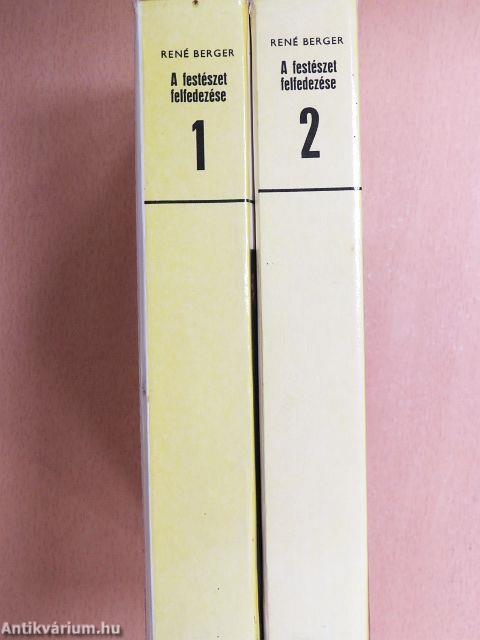 RENÉ BERGER
A festészet
felfedezése
1
RENÉ BERGER
A festészet
felfedezése
2
Antikvárium.hu